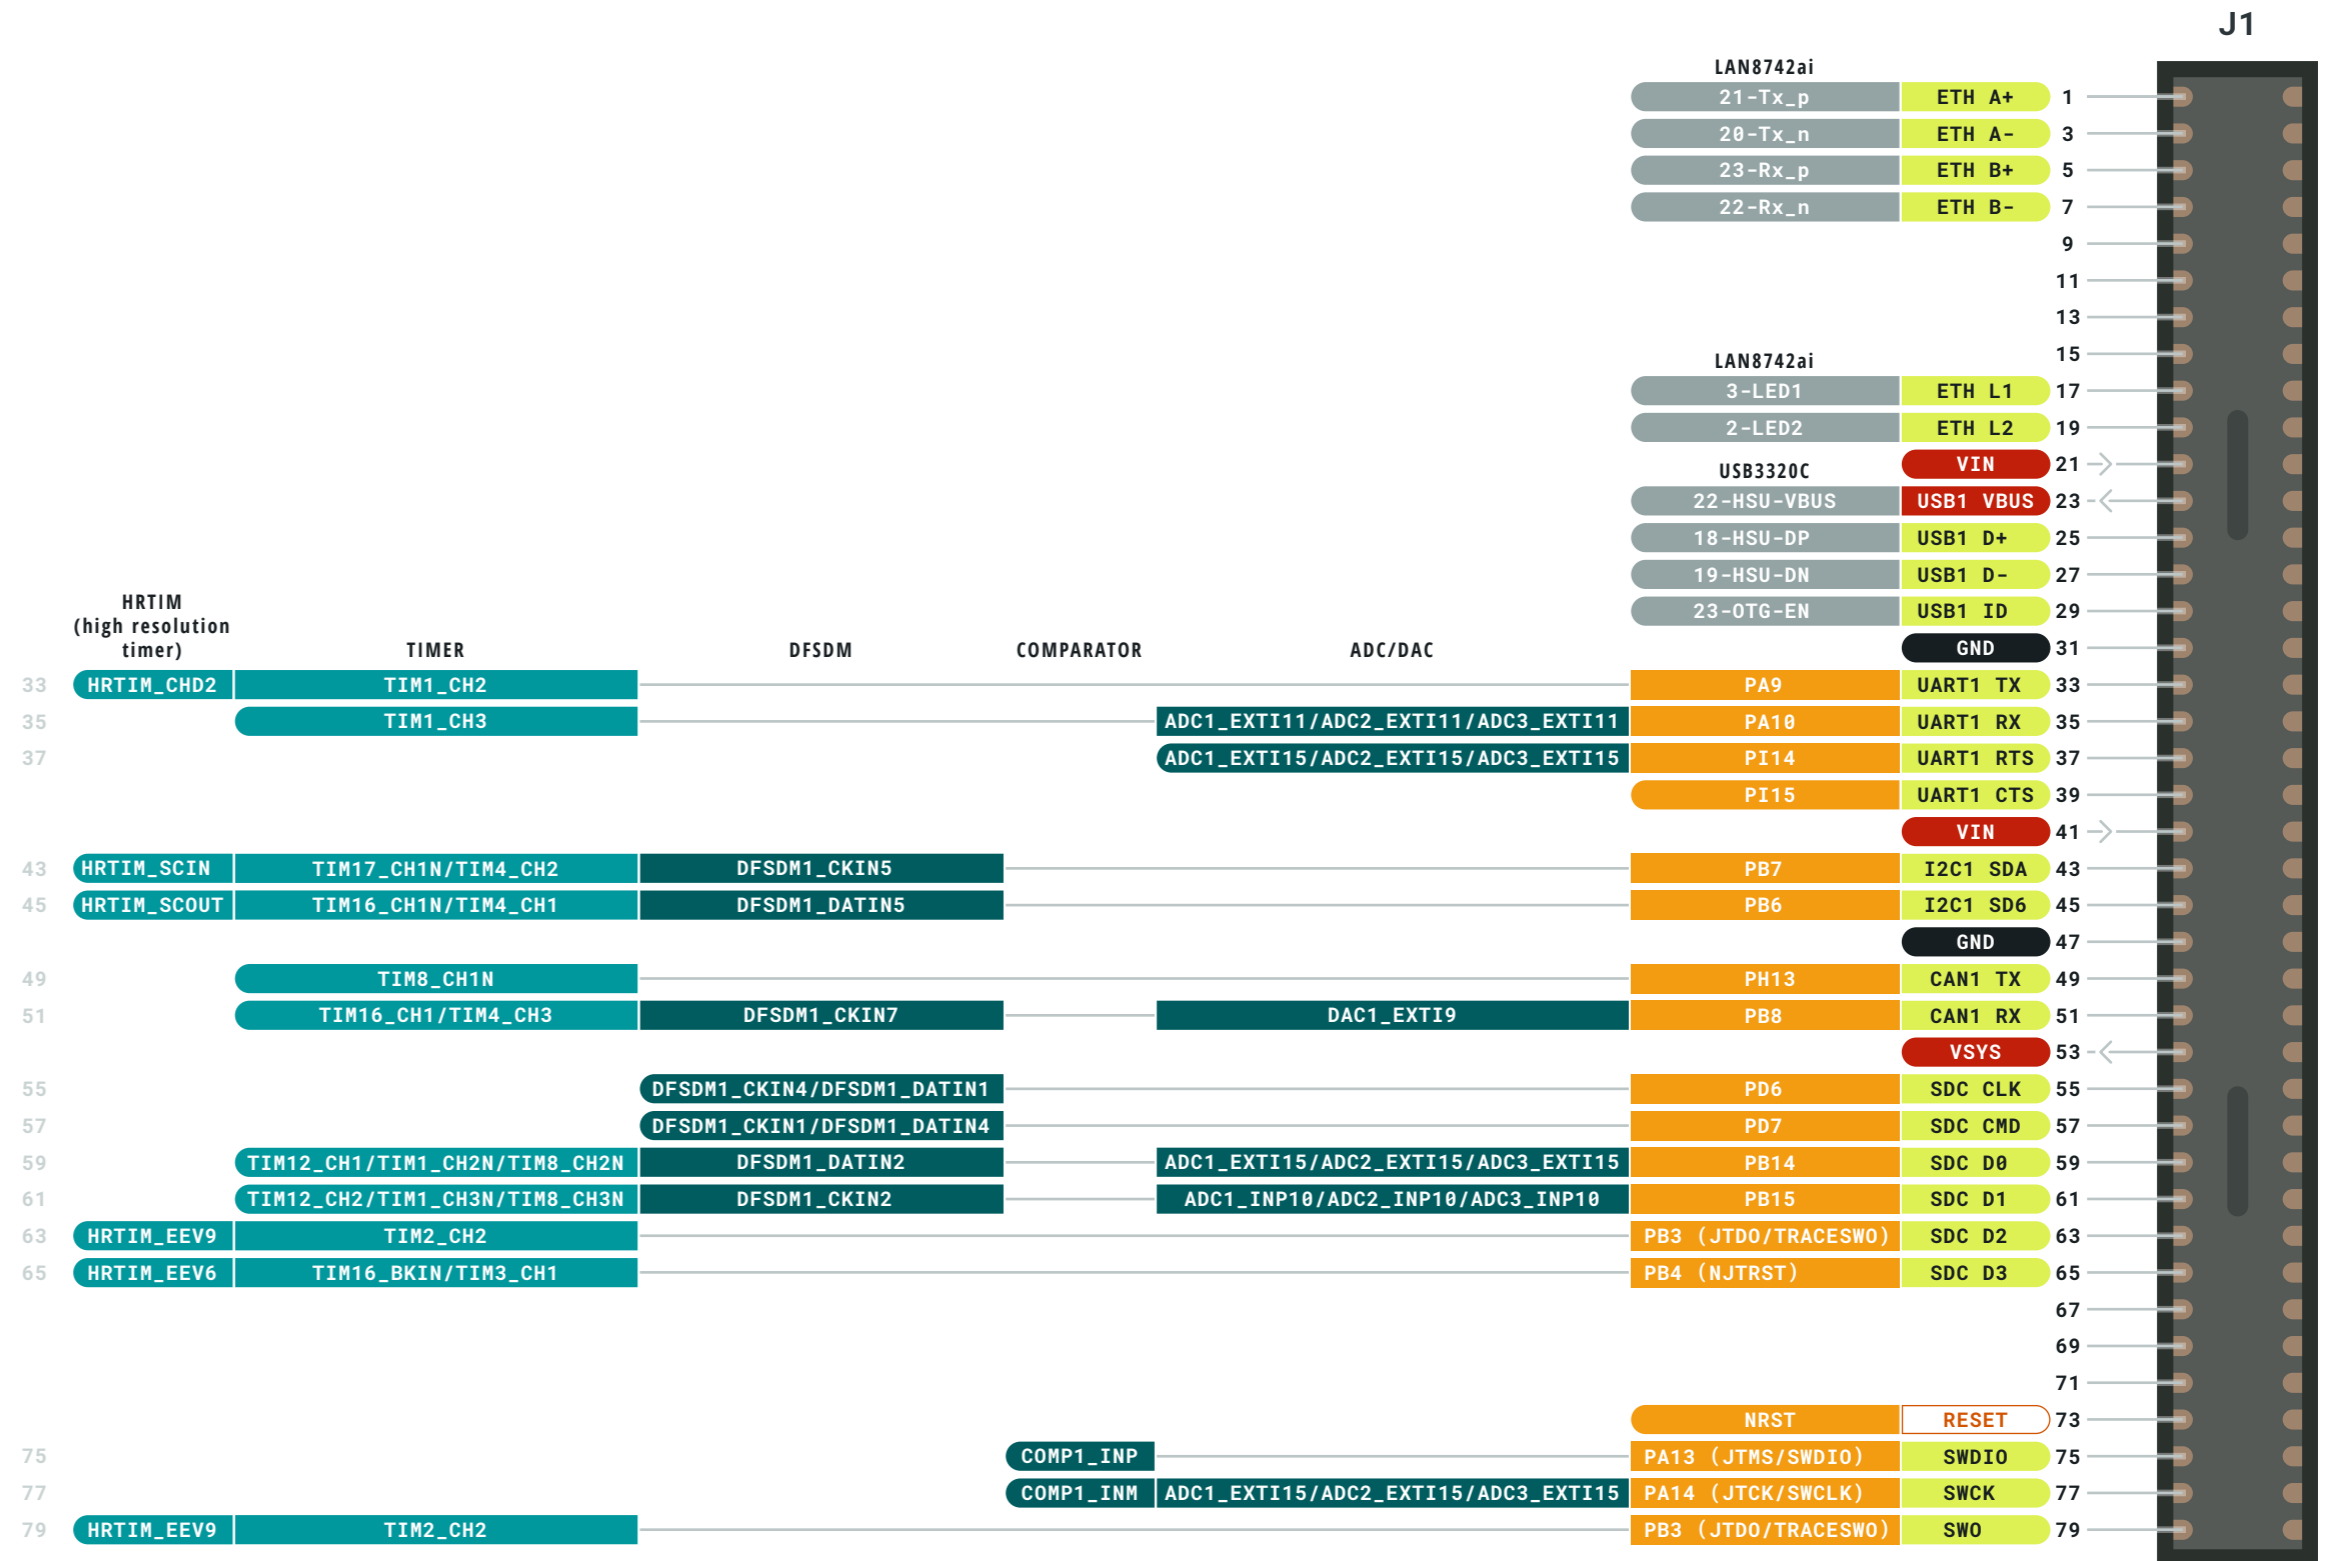 J1
LAN8742ai
21-Tx_p ETH A+ 1
20-Tx_n ETH A- 3
23-Rx_p ETH B+ 5
22-Rx_n ETH B- 7
9
11
13
15
LAN8742ai
3-LED1 ETH L1 17
2-LED2 ETH L2 19
VIN 21
USB3320C
22-HSU-VBUS USB1 VBUS 23
18-HSU-DP USB1 D+ 25
19-HSU-DN USB1 D- 27
23-OTG-EN USB1 ID 29
HRTIM
(high resolution
timer) TIMER DFSDM COMPARATOR ADC/DAC GND 31
33 HRTIM_CHD2 TIM1_CH2 PA9 UART1 TX 33
35 TIM1_CH3 ADC1_EXTI11/ADC2_EXTI11/ADC3_EXTI11 PA10 UART1 RX 35
37 ADC1_EXTI15/ADC2_EXTI15/ADC3_EXTI15 PI14 UART1 RTS 37
PI15 UART1 CTS 39
VIN 41
43 HRTIM_SCIN TIM17_CH1N/TIM4_CH2 DFSDM1_CKIN5 PB7 I2C1 SDA 43
45 HRTIM_SCOUT TIM16_CH1N/TIM4_CH1 DFSDM1_DATIN5 PB6 I2C1 SD6 45
GND 47
49 TIM8_CH1N PH13 CAN1 TX 49
51 TIM16_CH1/TIM4_CH3 DFSDM1_CKIN7 DAC1_EXTI9 PB8 CAN1 RX 51
VSYS 53
55 DFSDM1_CKIN4/DFSDM1_DATIN1 PD6 SDC CLK 55
57 DFSDM1_CKIN1/DFSDM1_DATIN4 PD7 SDC CMD 57
59 TIM12_CH1/TIM1_CH2N/TIM8_CH2N DFSDM1_DATIN2 ADC1_EXTI15/ADC2_EXTI15/ADC3_EXTI15 PB14 SDC D0 59
61 TIM12_CH2/TIM1_CH3N/TIM8_CH3N DFSDM1_CKIN2 ADC1_INP10/ADC2_INP10/ADC3_INP10 PB15 SDC D1 61
63 HRTIM_EEV9 TIM2_CH2 PB3 (JTDO/TRACESWO) SDC D2 63
65 HRTIM_EEV6 TIM16_BKIN/TIM3_CH1 PB4 (NJTRST) SDC D3 65
67
69
71
NRST RESET 73
75 COMP1_INP PA13 (JTMS/SWDIO) SWDIO 75
77 COMP1_INM ADC1_EXTI15/ADC2_EXTI15/ADC3_EXTI15 PA14 (JTCK/SWCLK) SWCK 77
79 HRTIM_EEV9 TIM2_CH2 PB3 (JTDO/TRACESWO) SWO 79